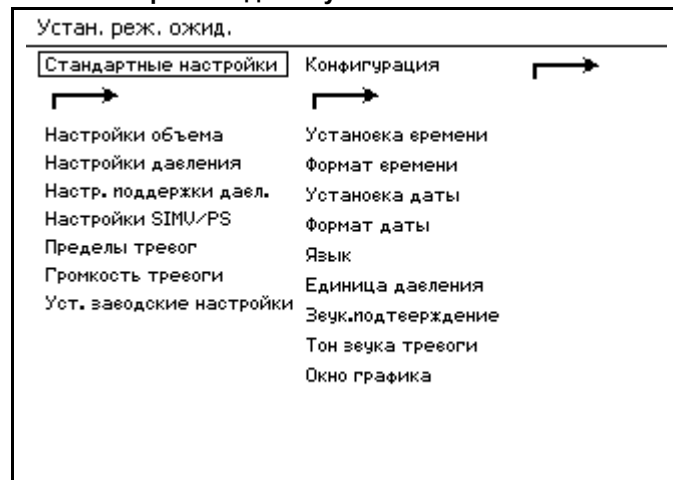 Устан. реж. ожид.
Стандартные настройки
Настройки объема
Настройки давления
Настр. поддержки давл.
Настройки SIMV/PS
Пределы тревог
Громкость тревоги
Уст. заводские настройки
Конфигурация
Установка времени
Формат времени
Установка даты
Формат даты
Язык
Единица давления
Звук.подтверждение
Тон звука тревоги
Окно графика